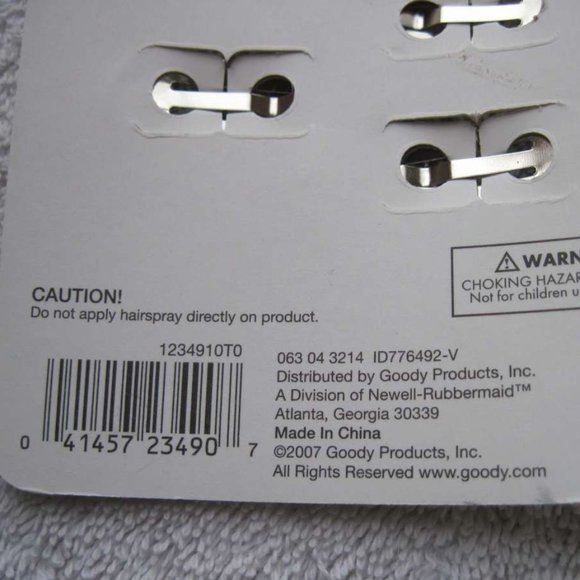 WARN
CHOKING HAZAR
Not for children u
CAUTION!
Do not apply hairspray directly on product.
1234910T0
0 41457 23490 7
063 04 3214 ID776492-V
Distributed by Goody Products, Inc.
A Division of Newell-Rubbermaid™
Atlanta, Georgia 30339
Made In China
©2007 Goody Products, Inc.
All Rights Reserved www.goody.com